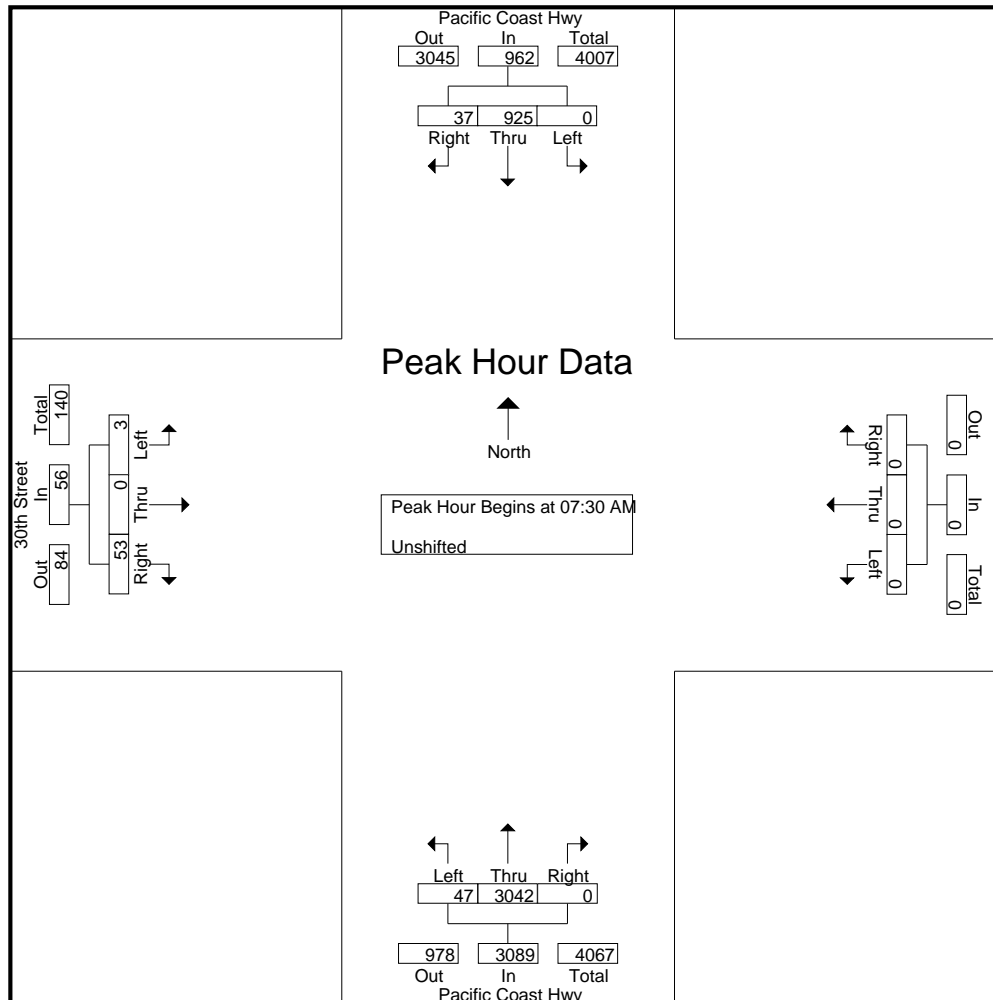 Pacific Coast Hwy
Out In Total
3045 962 4007
37 925 0
Right Thru Left
Peak Hour Data
North
Peak Hour Begins at 07:30 AM
Unshifted
30th Street
Total In Out
140 56 84
3 0 53
Left Thru Right
Right Thru Left
0 0 0
Out In Total
0 0 0
Left Thru Right
47 3042 0
978 3089 4067
Out In Total
Pacific Coast Hwy